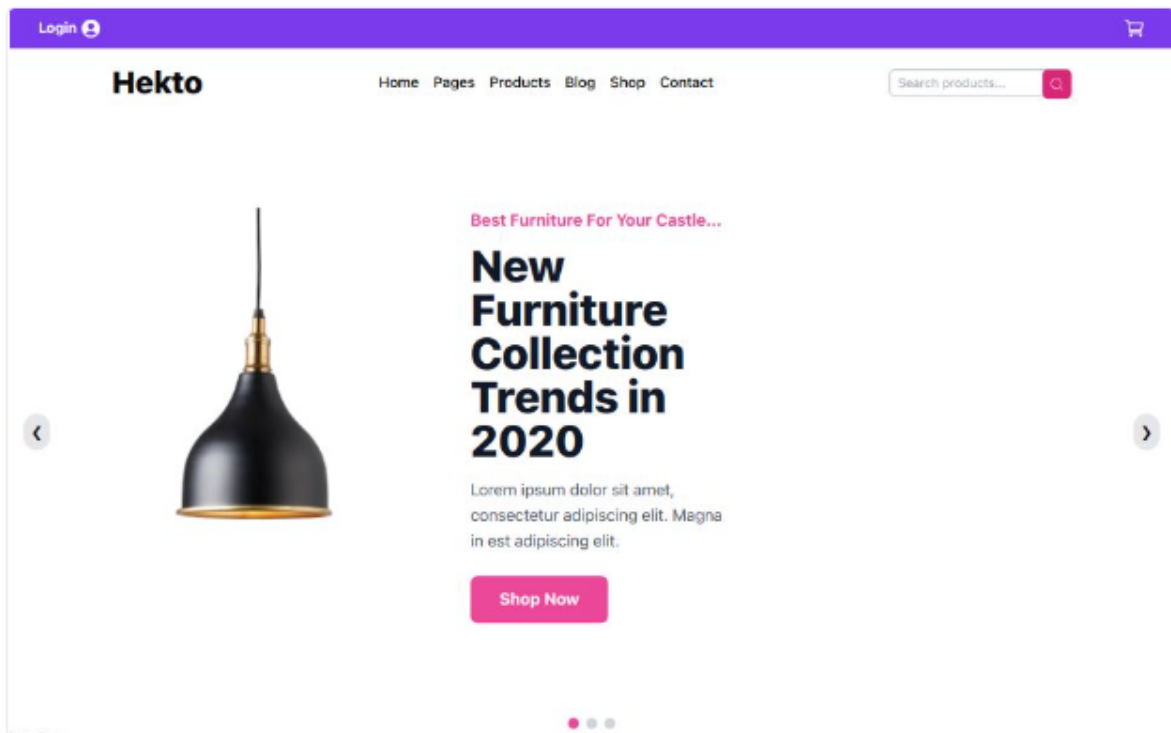 Login
Hekto
Home Pages Products Blog Shop Contact
Search products...
Best Furniture For Your Castle...
New
Furniture
Collection
Trends in
2020
Lorem ipsum dolor sit amet,
consectetur adipiscing elit. Magna
in est adipiscing elit.
Shop Now